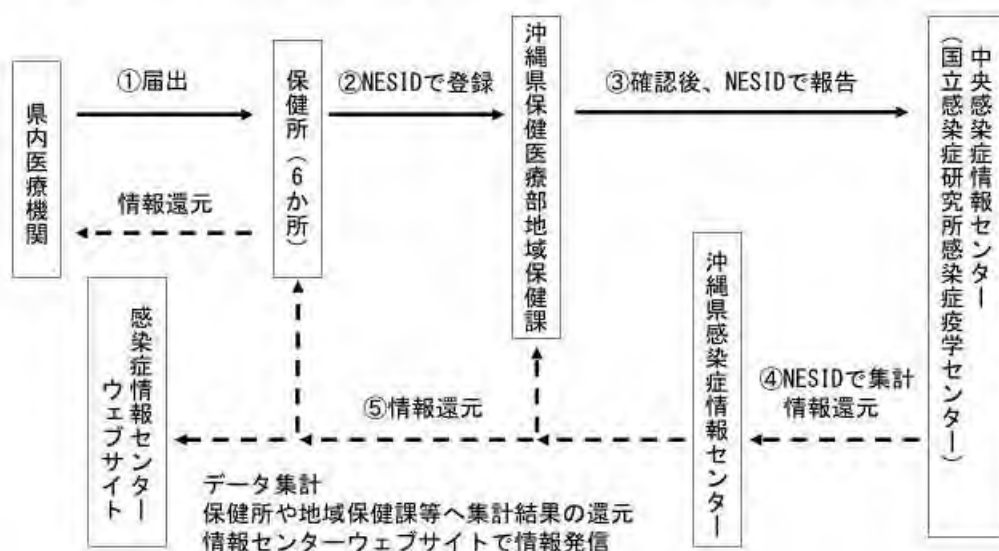 ①届出
②NESIDで登録
③確認後、NESIDで報告
県内医療機関
保健所（6か所）
沖縄県保健医療部地域保健課
中央感染症情報センター
（国立感染症研究所感染症疫学センター）
情報還元
感染症情報センター
ウェブサイト
沖縄県感染症情報センター
④NESIDで集計
情報還元
⑤情報還元
データ集計
保健所や地域保健課等へ集計結果の還元
情報センターウェブサイトで情報発信